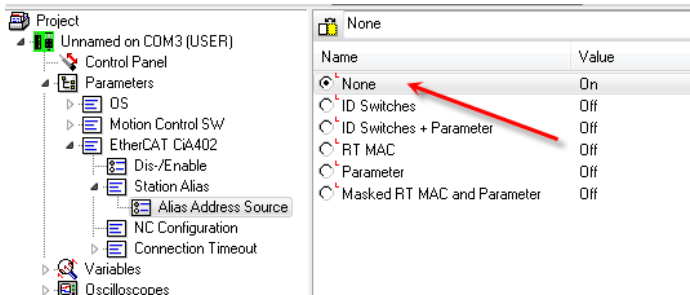 Project
Unnamed on COM3 (USER)
Control Panel
Parameters
OS
Motion Control SW
EtherCAT CiA402
Dis-/Enable
Station Alias
Alias Address Source
NC Configuration
Connection Timeout
Variables
Oscilloscopes
None
Name Value
None On
ID Switches Off
ID Switches + Parameter Off
RT MAC Off
Parameter Off
Masked RT MAC and Parameter Off